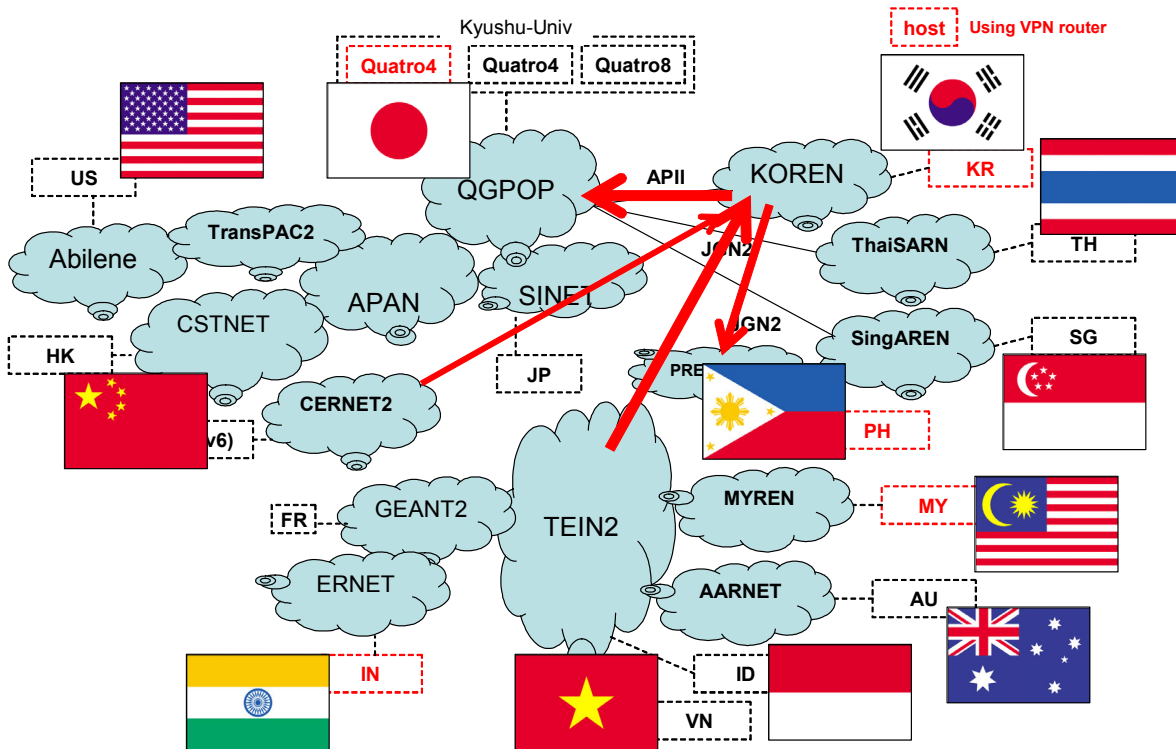 Kyushu-Univ
host Using VPN router
Quatro4 Quatro4 Quatro8
US
QGPOP
APII
KOREN
KR
TransPAC2
Abilene
ThaiSARN
TH
JGN2
APAN
SINET
CSTNET
HK
JGN2
SingAREN
SG
JP
PRE
CERNET2
v6)
PH
FR
GEANT2
TEIN2
MYREN
MY
ERNET
AARNET
AU
IN
ID
VN